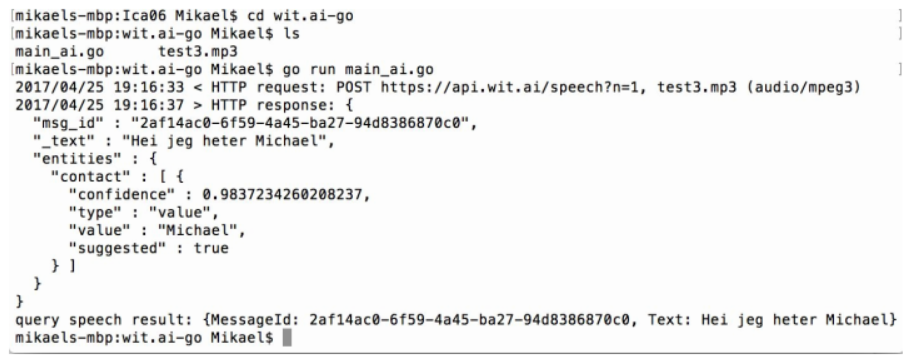 [mikaels-mbp:Ica06 Mikael$ cd wit.ai-go ]
[mikaels-mbp:wit.ai-go Mikael$ ls ]
main_ai.go test3.mp3
[mikaels-mbp:wit.ai-go Mikael$ go run main_ai.go ]
2017/04/25 19:16:33 < HTTP request: POST https://api.wit.ai/speech?n=1, test3.mp3 (audio/mpeg3)
2017/04/25 19:16:37 > HTTP response: {
"msg_id" : "2af14ac0-6f59-4a45-ba27-94d8386870c0",
"_text" : "Hei jeg heter Michael",
"entities" : {
"contact" : [ {
"confidence" : 0.9837234260208237,
"type" : "value",
"value" : "Michael",
"suggested" : true
} ]
}
}
query speech result: {MessageId: 2af14ac0-6f59-4a45-ba27-94d8386870c0, Text: Hei jeg heter Michael}
mikaels-mbp:wit.ai-go Mikael$